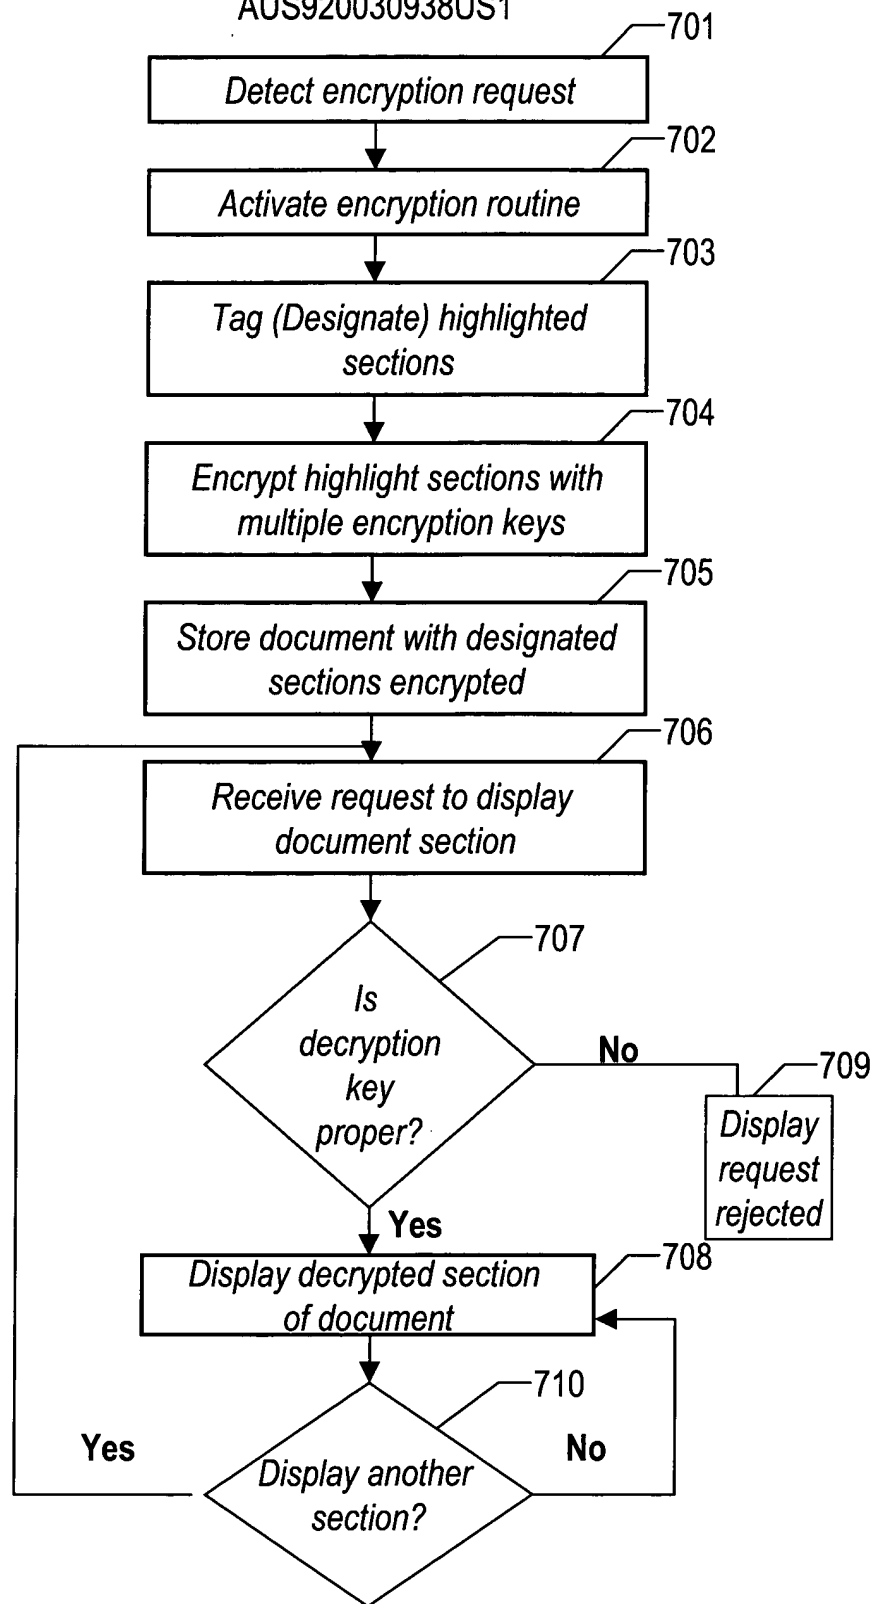 AUS920030938US1
701
Detect encryption request
702
Activate encryption routine
703
Tag (Designate) highlighted
sections
704
Encrypt highlight sections with
multiple encryption keys
705
Store document with designated
sections encrypted
706
Receive request to display
document section
707
Is
decryption
key
proper?
No
709
Display
request
rejected
Yes
708
Display decrypted section
of document
710
Yes
No
Display another
section?